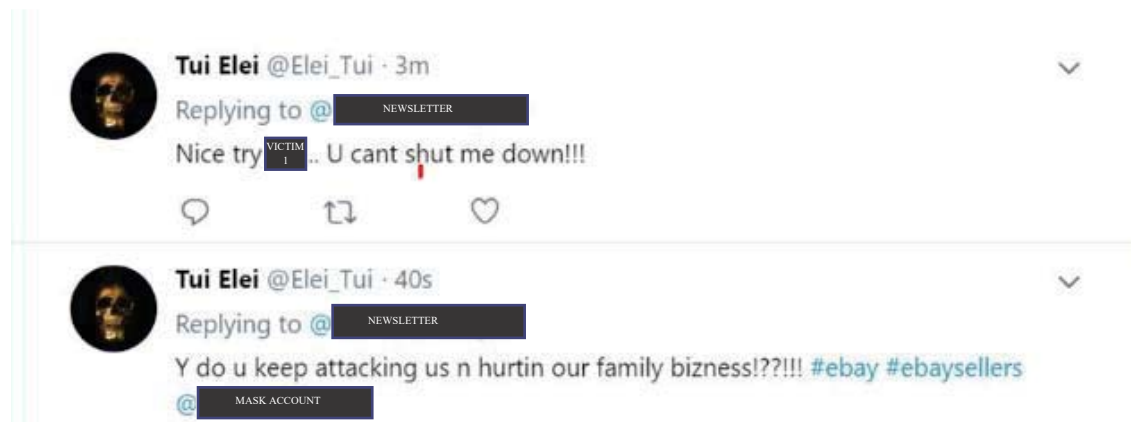 Tui Elei @Elei_Tui · 3m
Replying to @ NEWSLETTER
Nice try VICTIM 1 .. U cant shut me down!!!
Tui Elei @Elei_Tui · 40s
Replying to @ NEWSLETTER
Y do u keep attacking us n hurtin our family bizness!??!!! #ebay #ebaysellers
@ MASK ACCOUNT